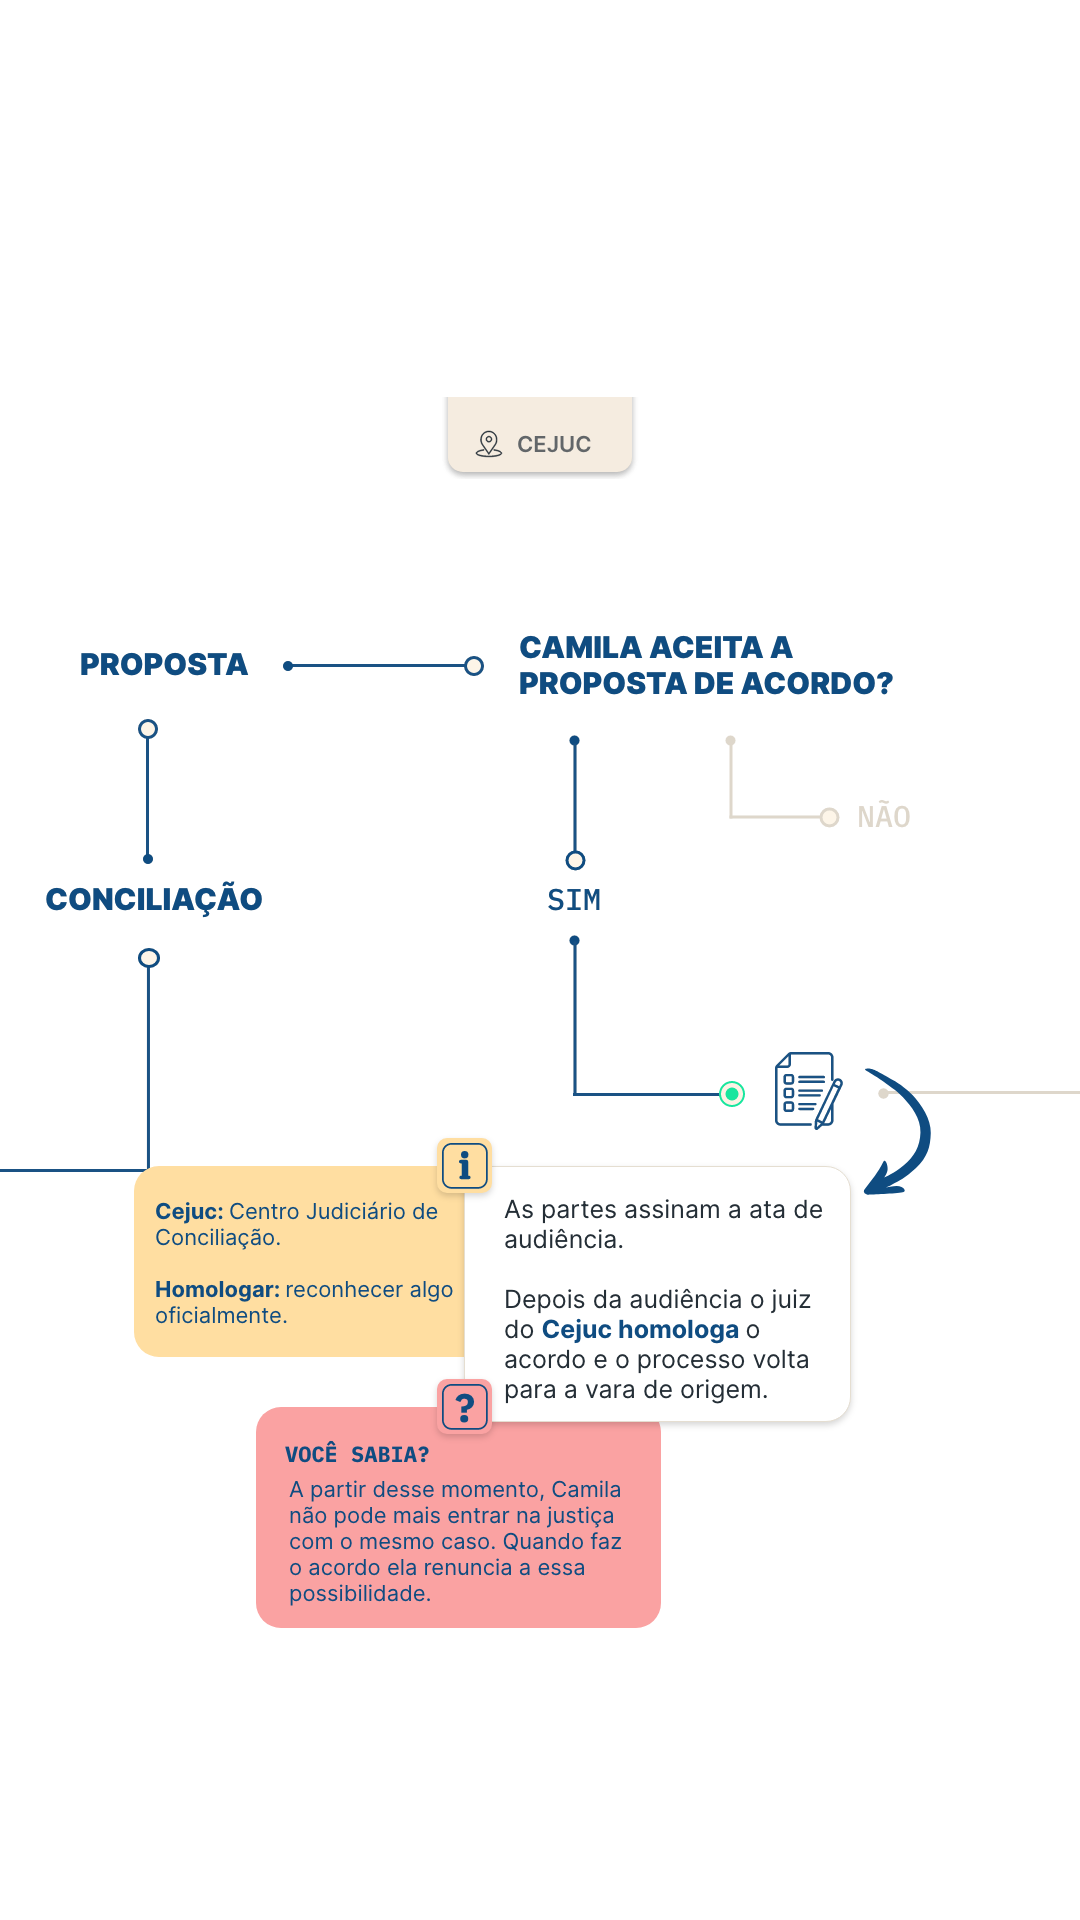 CEJUC
PROPOSTA
CAMILA ACEITA A
PROPOSTA DE ACORDO?
NÃO
CONCILIAÇÃO
SIM
i
Cejuc: Centro Judiciário de
Conciliação.
Homologar: reconhecer algo
oficialmente.
As partes assinam a ata de
audiência.
Depois da audiência o juiz
do Cejuc homologa o
acordo e o processo volta
para a vara de origem.
?
VOCÊ SABIA?
A partir desse momento, Camila
não pode mais entrar na justiça
com o mesmo caso. Quando faz
o acordo ela renuncia a essa
possibilidade.